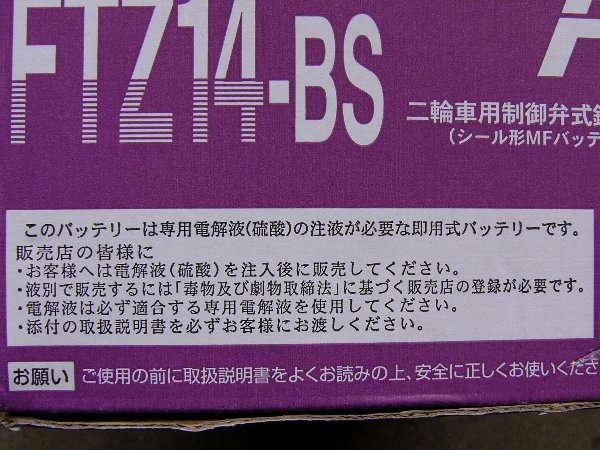 FTZ14-BS
二輪車用制御弁式鉛
(シール形MFバッテ
このバッテリーは専用電解液(硫酸)の注液が必要な即用式バッテリーです。
販売店の皆様に
・お客様へは電解液(硫酸)を注入後に販売してください。
・液別で販売するには「毒物及び劇物取締法」に基づく販売店の登録が必要です。
・電解液は必ず適合する専用電解液を使用してください。
・添付の取扱説明書を必ずお客様にお渡しください。
お願い ご使用の前に取扱説明書をよくお読みの上、安全に正しくお使いくださ